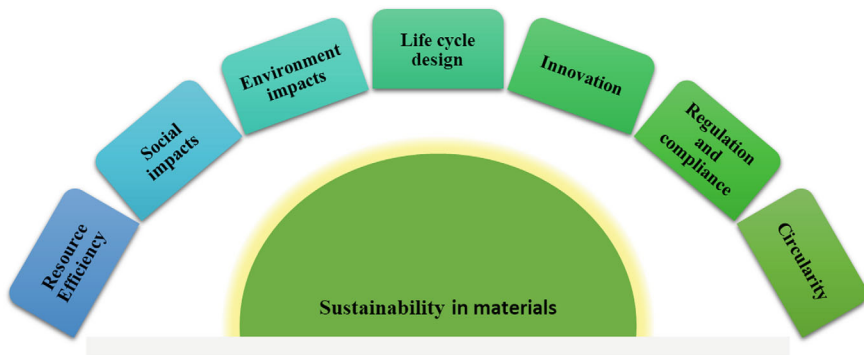 Resource
Efficiency
Social
impacts
Environment
impacts
Life cycle
design
Innovation
Regulation
and
compliance
Circularity
Sustainability in materials